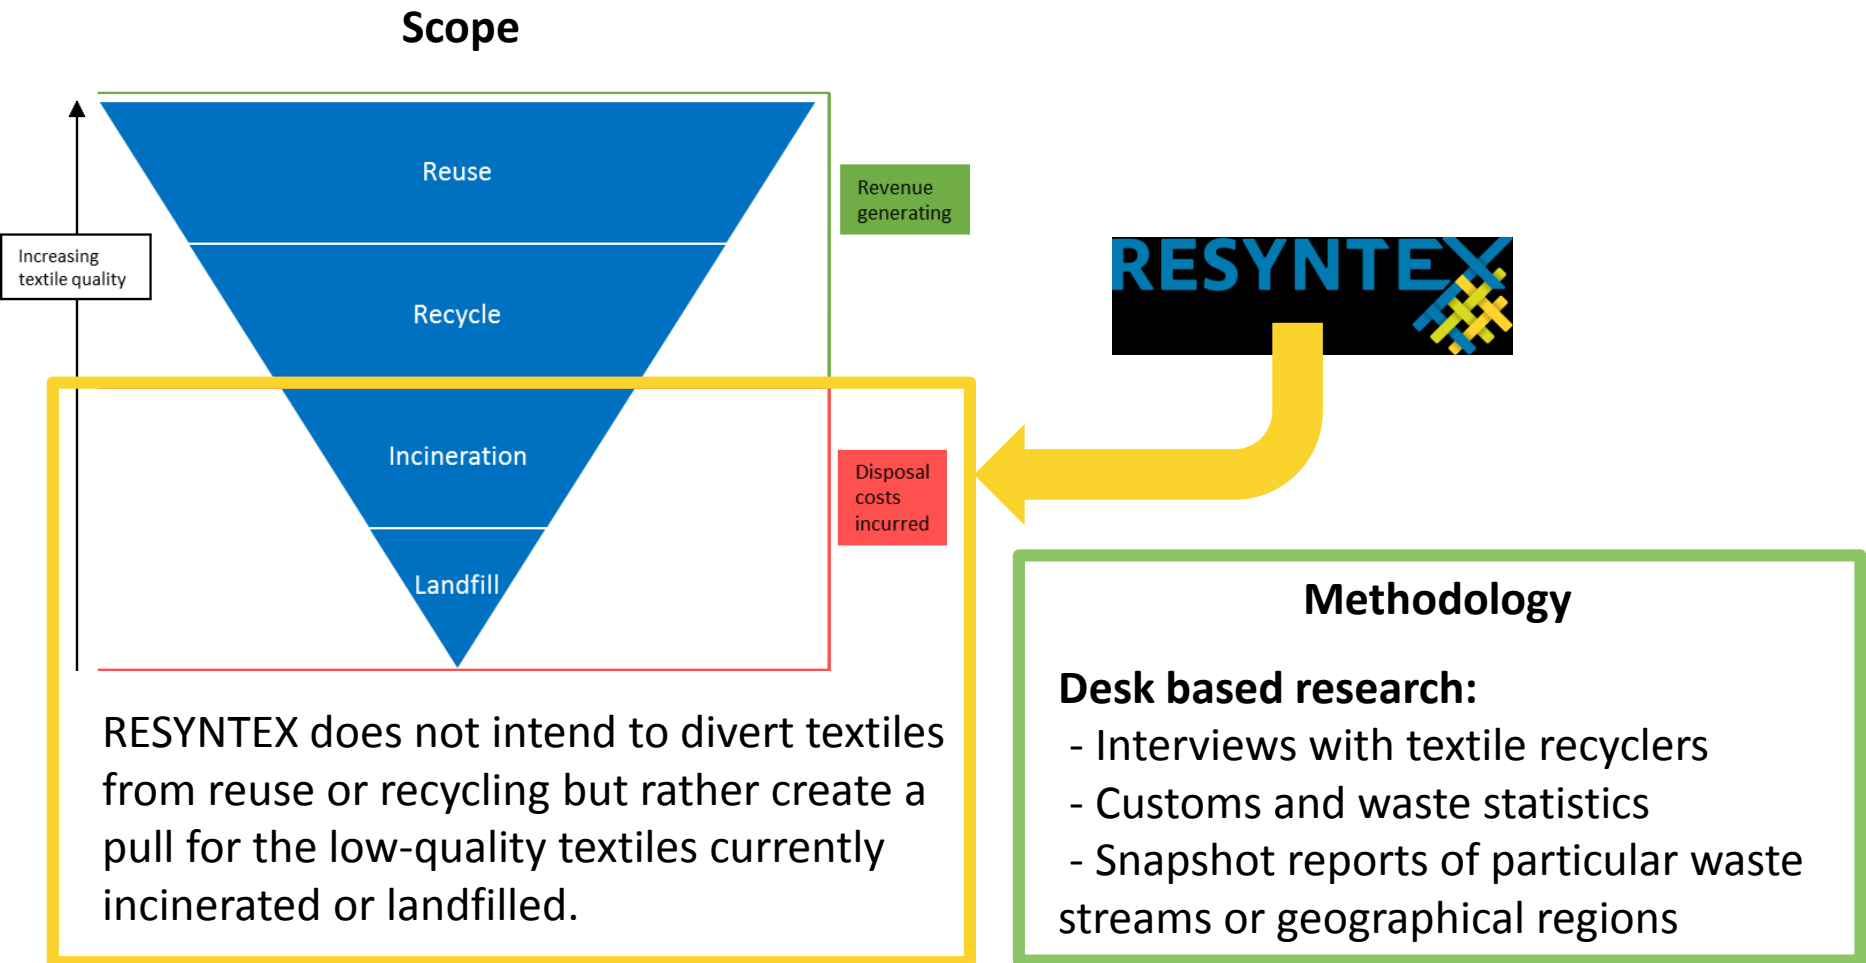 Scope
Reuse
Revenue
generating
Increasing
textile quality
RESYNTEX
Recycle
Incineration
Disposal
costs
incurred
Landfill
RESYNTEX does not intend to divert textiles
from reuse or recycling but rather create a
pull for the low-quality textiles currently
incinerated or landfilled.
Methodology
Desk based research:
- Interviews with textile recyclers
- Customs and waste statistics
- Snapshot reports of particular waste
streams or geographical regions